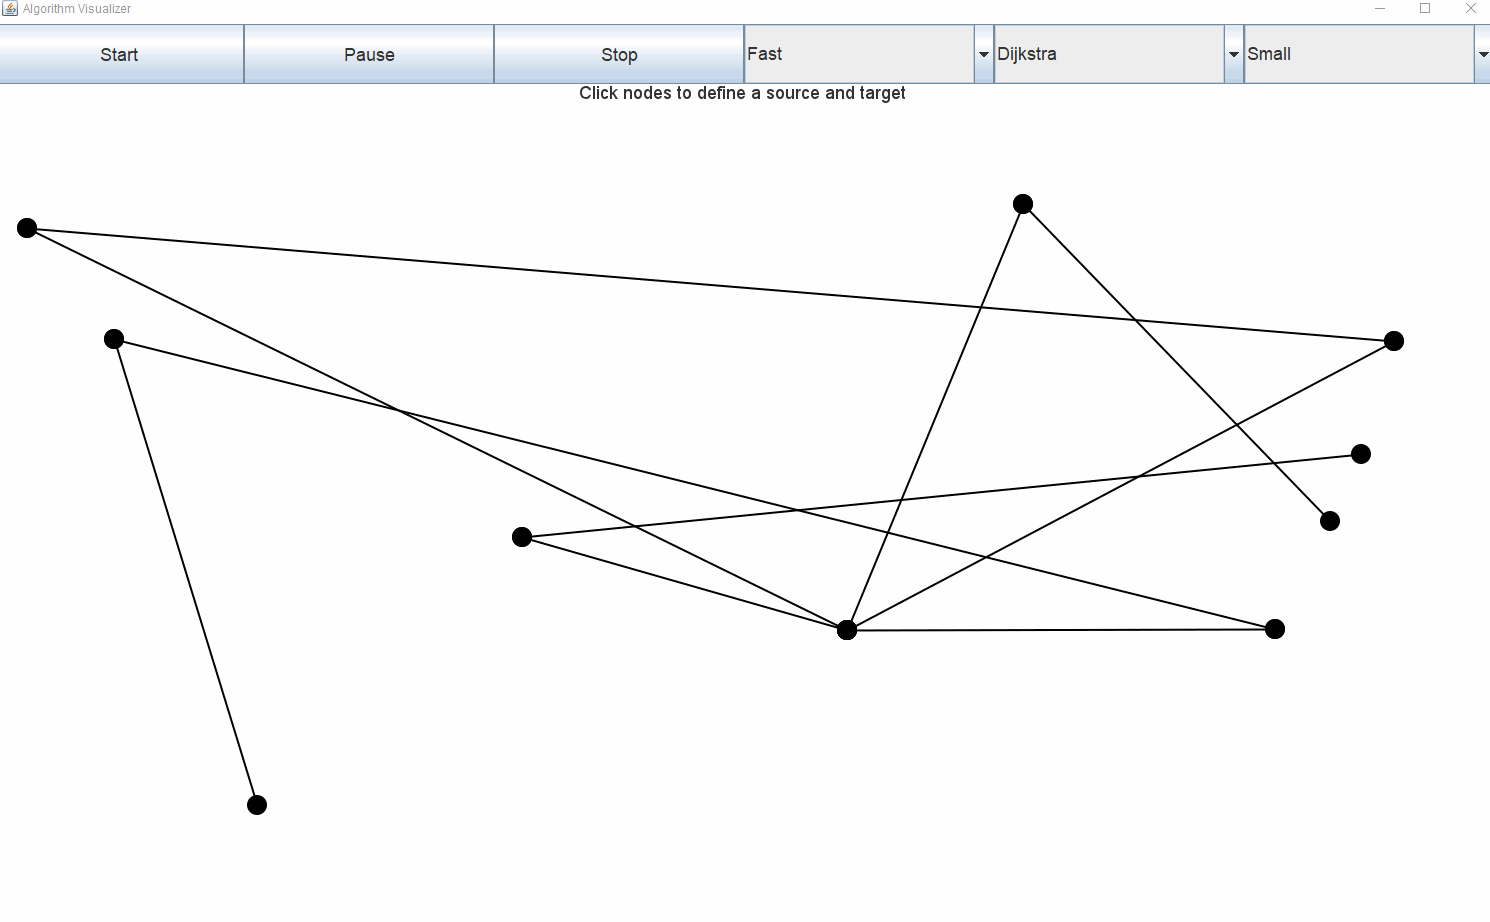 Algorithm Visualizer
Start Pause Stop Fast Dijkstra Small
Click nodes to define a source and target